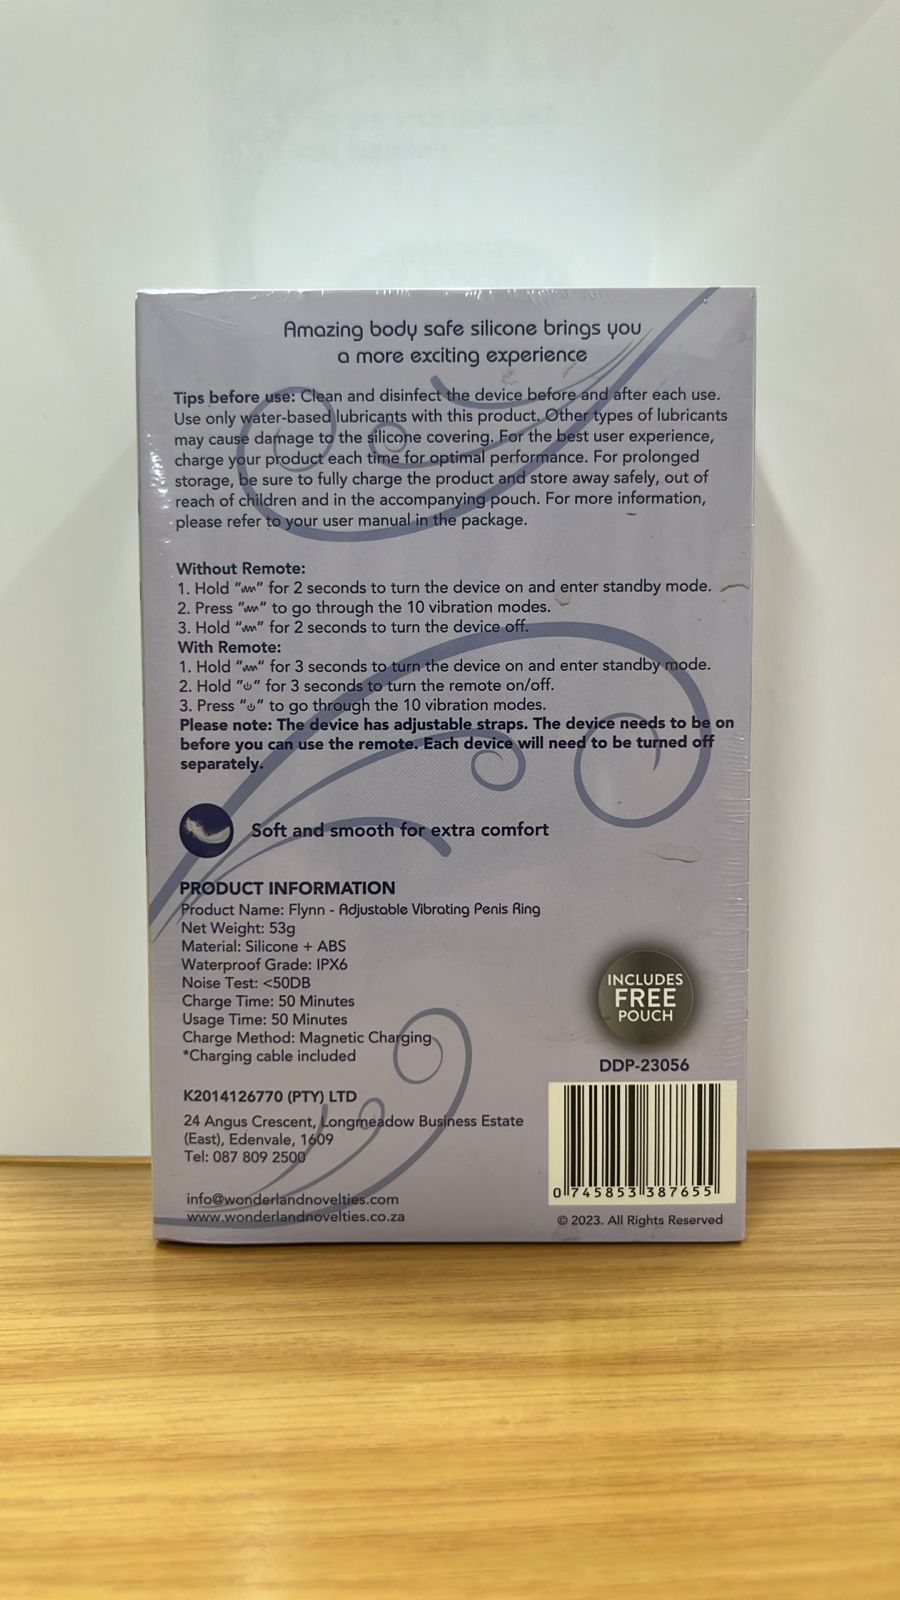 Amazing body safe silicone brings you
a more exciting experience
Tips before use: Clean and disinfect the device before and after each use.
Use only water-based lubricants with this product. Other types of lubricants
may cause damage to the silicone covering. For the best user experience,
charge your product each time for optimal performance. For prolonged
storage, be sure to fully charge the product and store away safely, out of
reach of children and in the accompanying pouch. For more information,
please refer to your user manual in the package.
Without Remote:
1. Hold "" for 2 seconds to turn the device on and enter standby mode.
2. Press "" to go through the 10 vibration modes.
3. Hold "" for 2 seconds to turn the device off.
With Remote:
1. Hold "" for 3 seconds to turn the device on and enter standby mode.
2. Hold "⏻" for 3 seconds to turn the remote on/off.
3. Press "⏻" to go through the 10 vibration modes.
Please note: The device has adjustable straps. The device needs to be on
before you can use the remote. Each device will need to be turned off
separately.
Soft and smooth for extra comfort
PRODUCT INFORMATION
Product Name: Flynn - Adjustable Vibrating Penis Ring
Net Weight: 53g
Material: Silicone + ABS
Waterproof Grade: IPX6
Noise Test: <50DB
Charge Time: 50 Minutes
Usage Time: 50 Minutes
Charge Method: Magnetic Charging
*Charging cable included
INCLUDES
FREE
POUCH
DDP-23056
K2014126770 (PTY) LTD
24 Angus Crescent, Longmeadow Business Estate
(East), Edenvale, 1609
Tel: 087 809 2500
info@wonderlandnovelties.com
www.wonderlandnovelties.co.za
0 745853 387655
© 2023. All Rights Reserved